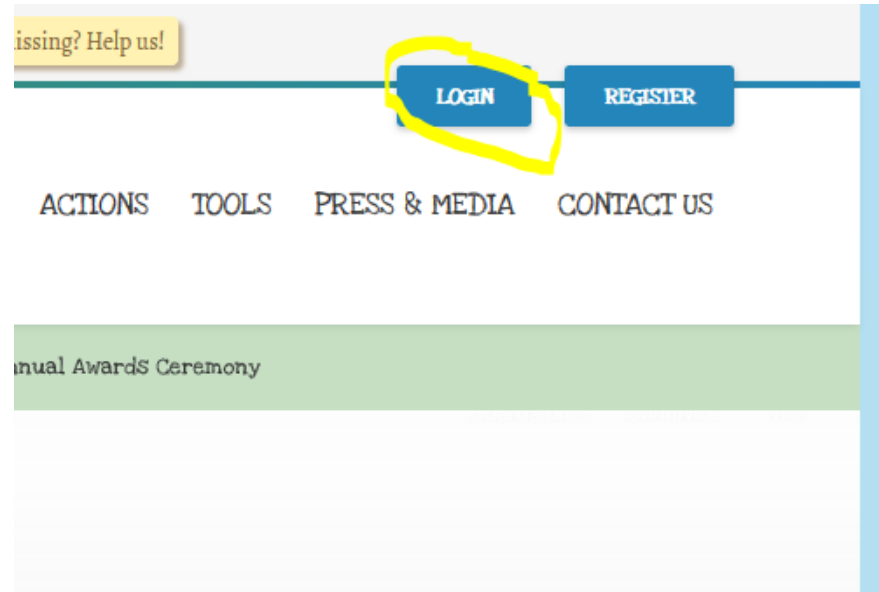 issing? Help us!
LOGIN REGISTER
ACTIONS TOOLS PRESS & MEDIA CONTACT US
nual Awards Ceremony